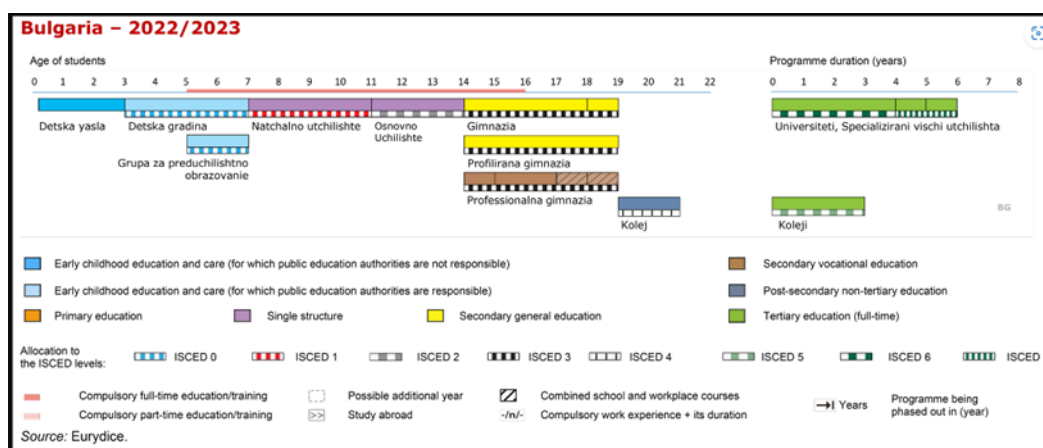 Bulgaria – 2022/2023
Age of students
Programme duration (years)
0 1 2 3 4 5 6 7 8 9 10 11 12 13 14 15 16 17 18 19 20 21 22
0 1 2 3 4 5 6 7 8
Detska yasla
Detska gradina
Natchalno utchilishte
Osnovno
Uchilishte
Gimnazia
Universiteti, Specializirani vischi utchilishta
Grupa za preduchilishtno
obrazovanie
Profilirana gimnazia
Professionalna gimnazia
Kolej
Koleji
BG
Early childhood education and care (for which public education authorities are not responsible)
Secondary vocational education
Early childhood education and care (for which public education authorities are responsible)
Post-secondary non-tertiary education
Primary education
Single structure
Secondary general education
Tertiary education (full-time)
Allocation to
the ISCED levels:
ISCED 0
ISCED 1
ISCED 2
ISCED 3
ISCED 4
ISCED 5
ISCED 6
ISCED
Compulsory full-time education/training
Possible additional year
Combined school and workplace courses
Years
Programme being
phased out in (year)
Compulsory part-time education/training
>> Study abroad
-/n/- Compulsory work experience + its duration
Source: Eurydice.